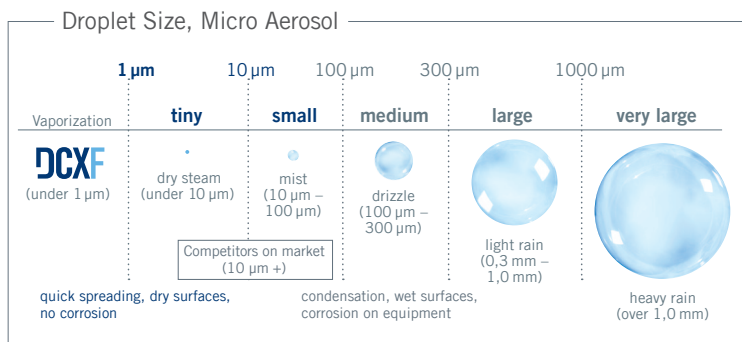 Droplet Size, Micro Aerosol
1 µm 10 µm 100 µm 300 µm 1000 µm
Vaporization tiny small medium large very large
DCXF
(under 1 µm)
dry steam
(under 10 µm)
mist
(10 µm –
100 µm)
drizzle
(100 µm –
300 µm)
light rain
(0,3 mm –
1,0 mm)
heavy rain
(over 1,0 mm)
Competitors on market
(10 µm +)
quick spreading, dry surfaces,
no corrosion
condensation, wet surfaces,
corrosion on equipment